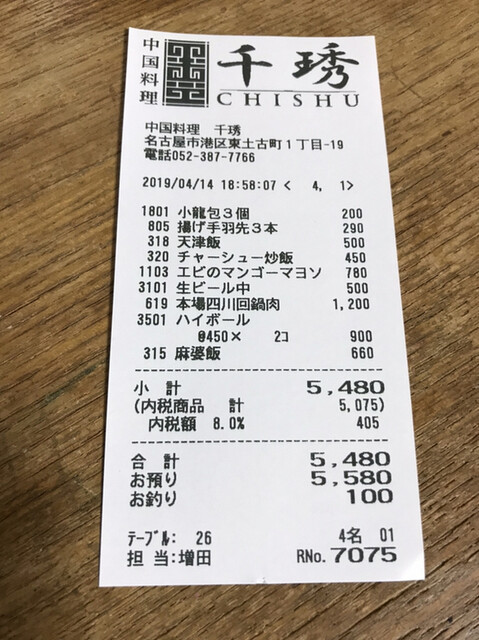 中国料理
千琇
CHISHU
中国料理 千琇
名古屋市港区東土古町1丁目-19
電話052-387-7766
2019/04/14 18:58:07 < 4, 1>
1801 小龍包3個 200
805 揚げ手羽先3本 290
318 天津飯 500
320 チャーシュー炒飯 450
1103 エビのマンゴーマヨソ 780
3101 生ビール中 500
619 本場四川回鍋肉 1,200
3501 ハイボール
@450× 2コ 900
315 麻婆飯 660
小 計 5,480
(内税商品 計 5,075)
内税額 8.0% 405
合 計 5,480
お預り 5,580
お釣り 100
テーブル: 26 4名 01
担 当:増田 RNo. 7075